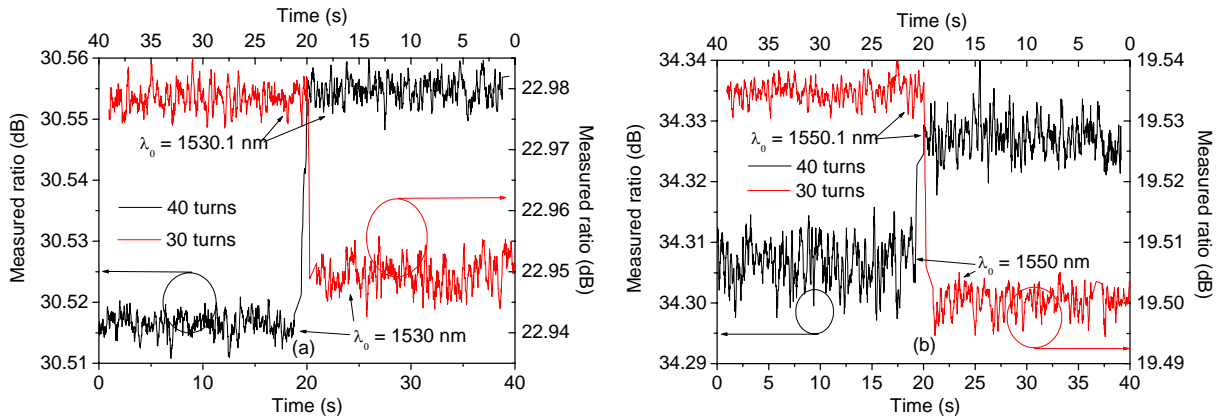 Time (s)
40 35 30 25 20 15 10 5 0
30.56
30.55
30.54
30.53
30.52
30.51
Measured ratio (dB)
λ0 = 1530.1 nm
40 turns
30 turns
λ0 = 1530 nm
(a)
22.98
22.97
22.96
22.95
22.94
Measured ratio (dB)
0 10 20 30 40
Time (s)
Time (s)
40 35 30 25 20 15 10 5 0
34.34
34.33
34.32
34.31
34.30
34.29
Measured ratio (dB)
λ0 = 1550.1 nm
40 turns
30 turns
λ0 = 1550 nm
(b)
19.54
19.53
19.52
19.51
19.50
19.49
Measured ratio (dB)
0 5 10 15 20 25 30 35 40
Time (s)